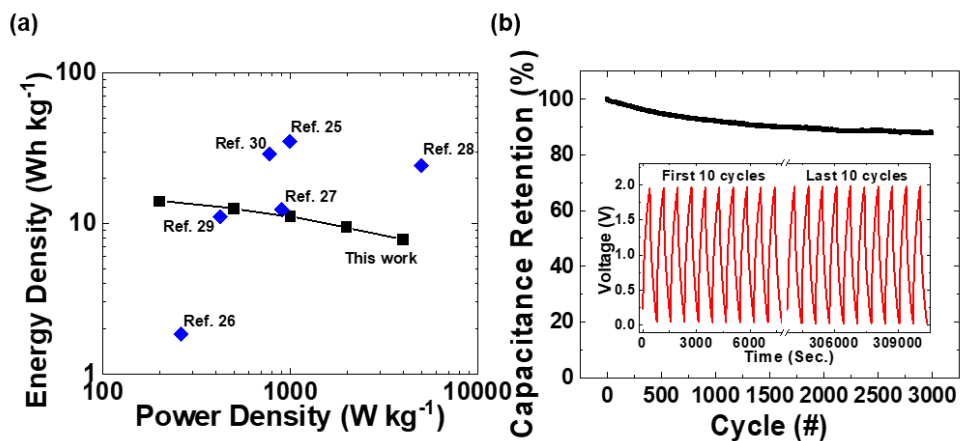 (a)
Energy Density (Wh kg⁻¹)
100
10
1
Ref. 30
Ref. 25
Ref. 28
Ref. 27
Ref. 29
This work
Ref. 26
100
1000
10000
Power Density (W kg⁻¹)
(b)
Capacitance Retention (%)
100
80
60
40
20
0
First 10 cycles
Last 10 cycles
Voltage (V)
2.0
1.5
1.0
0.5
0.0
0
3000
6000
306000
309000
Time (Sec.)
0
500
1000
1500
2000
2500
3000
Cycle (#)